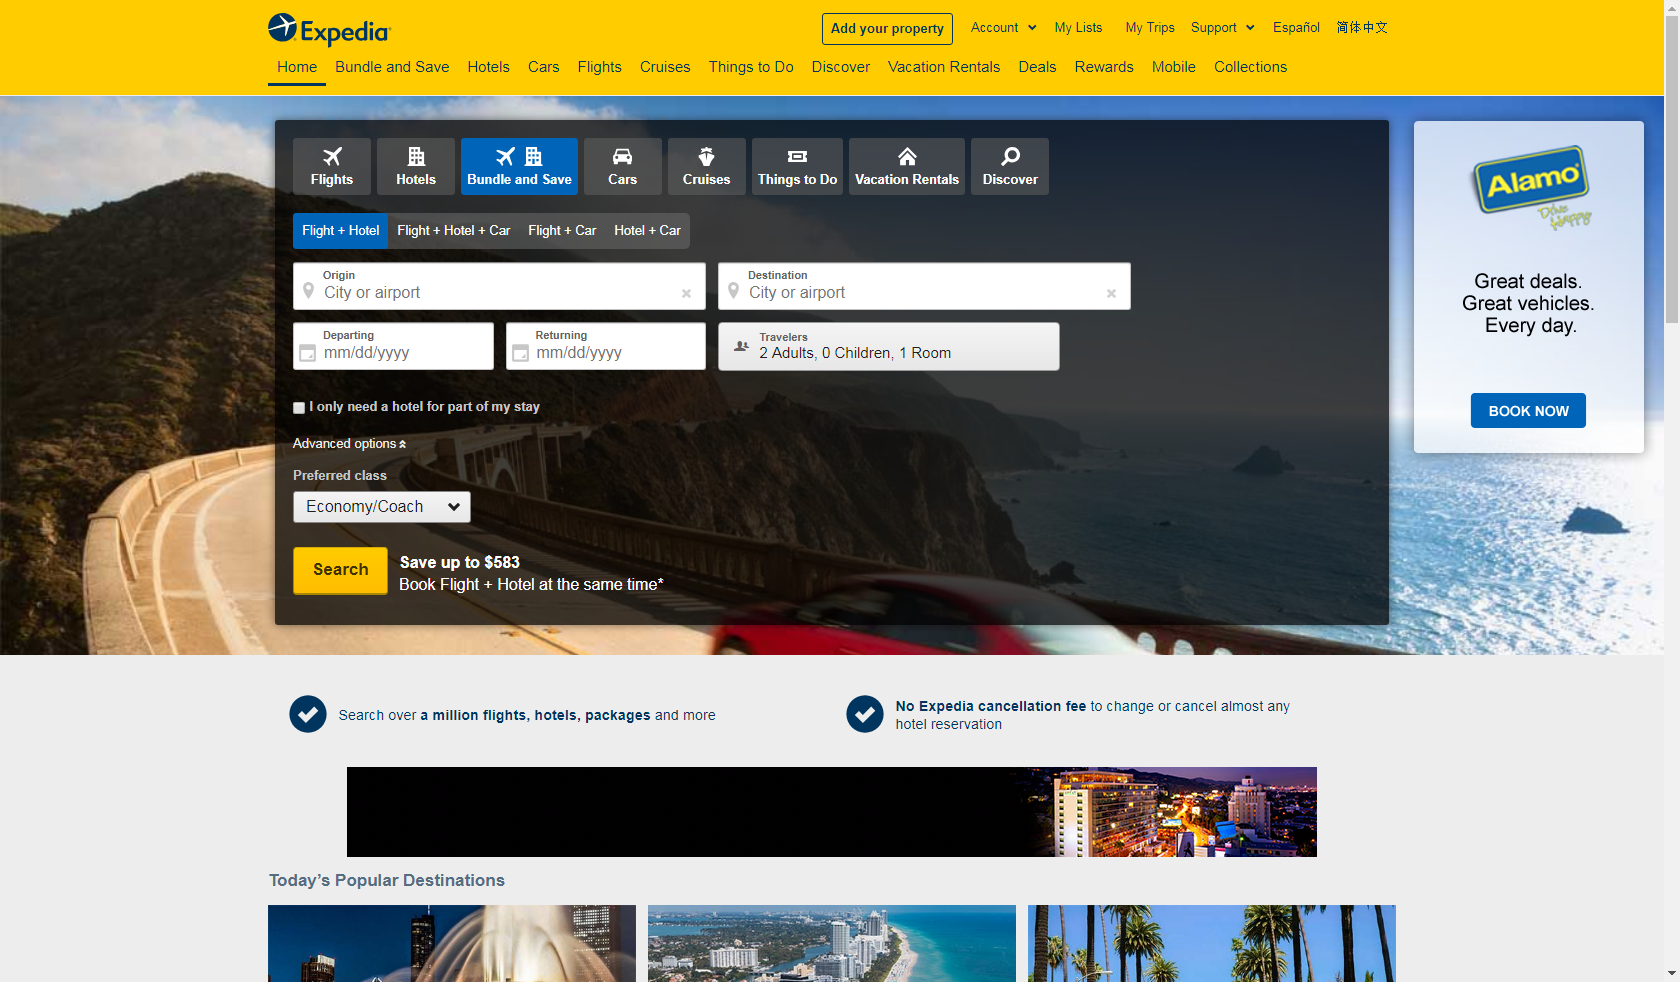 Expedia
Add your property
Account
My Lists
My Trips
Support
Español
简体中文
Home
Bundle and Save
Hotels
Cars
Flights
Cruises
Things to Do
Discover
Vacation Rentals
Deals
Rewards
Mobile
Collections
Flights
Hotels
Bundle and Save
Cars
Cruises
Things to Do
Vacation Rentals
Discover
Flight + Hotel
Flight + Hotel + Car
Flight + Car
Hotel + Car
Origin
City or airport
Destination
City or airport
Departing
mm/dd/yyyy
Returning
mm/dd/yyyy
Travelers
2 Adults, 0 Children, 1 Room
I only need a hotel for part of my stay
Advanced options
Preferred class
Economy/Coach
Search
Save up to $583
Book Flight + Hotel at the same time*
Alamo
Drive Happy
Great deals.
Great vehicles.
Every day.
BOOK NOW
Search over a million flights, hotels, packages and more
No Expedia cancellation fee to change or cancel almost any
hotel reservation
Today’s Popular Destinations